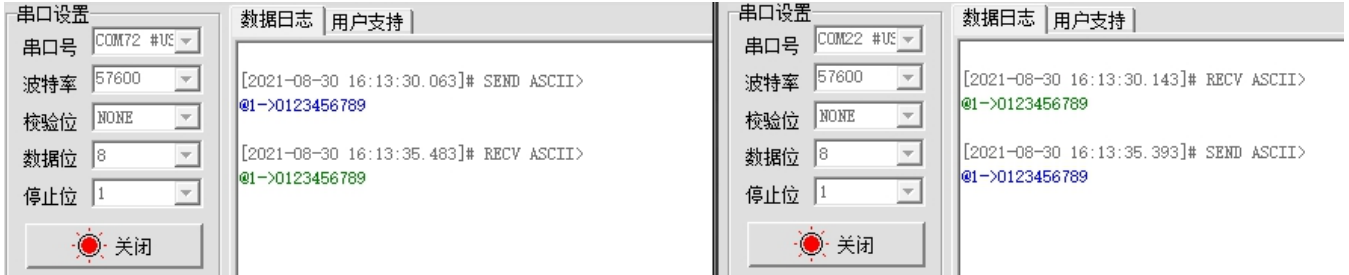 串口设置
串口号 COM72 #US
波特率 57600
校验位 NONE
数据位 8
停止位 1
关闭
数据日志 用户支持
[2021-08-30 16:13:30.063]# SEND ASCII>
@1->0123456789
[2021-08-30 16:13:35.483]# RECV ASCII>
@1->0123456789
串口设置
串口号 COM22 #US
波特率 57600
校验位 NONE
数据位 8
停止位 1
关闭
数据日志 用户支持
[2021-08-30 16:13:30.143]# RECV ASCII>
@1->0123456789
[2021-08-30 16:13:35.393]# SEND ASCII>
@1->0123456789